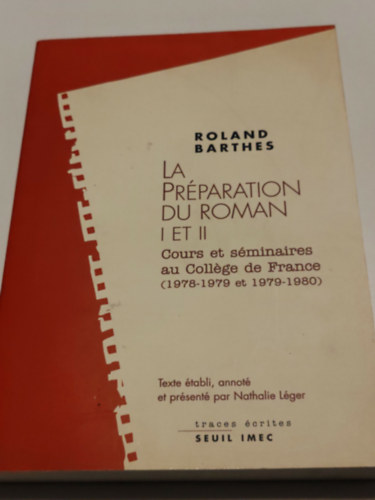 ROLAND
BARTHES
LA
PRÉPARATION
DU ROMAN
I ET II
Cours et séminaires
au Collège de France
(1978-1979 et 1979-1980)
Texte établi, annoté
et présenté par Nathalie Léger
traces écrites
SEUIL IMEC